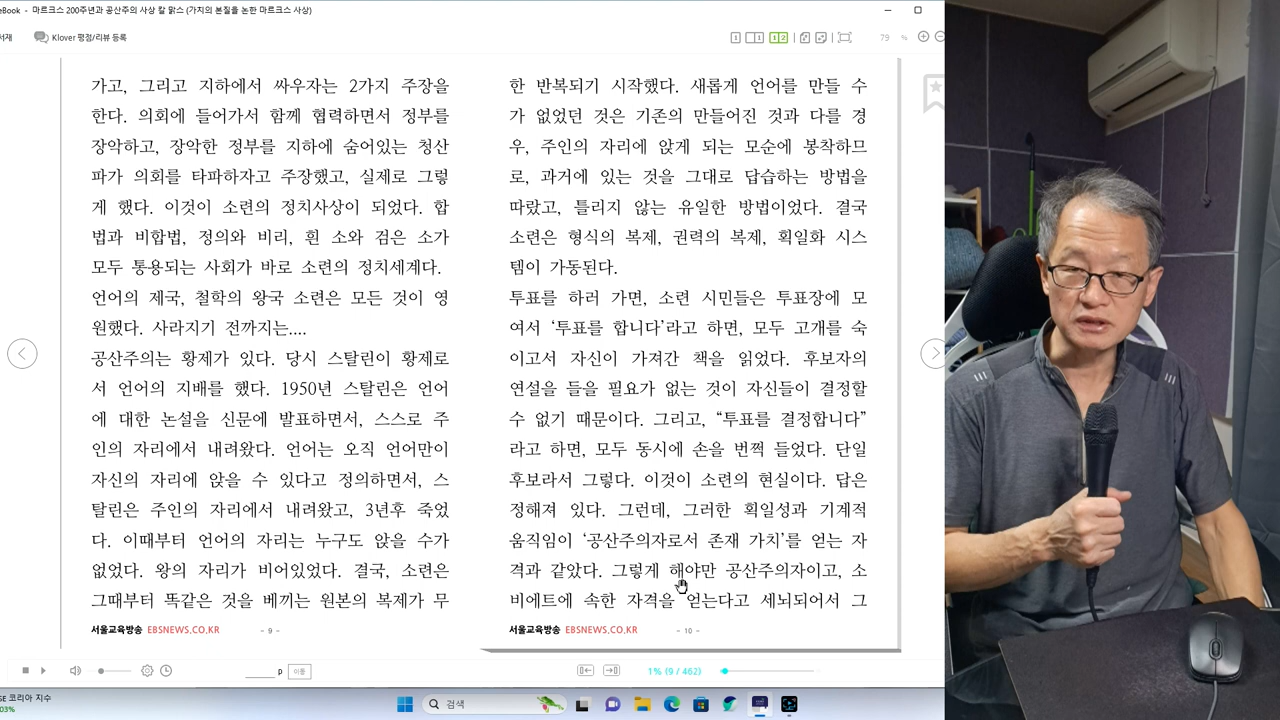 eBook - 마르크스 200주년과 공산주의 사상 칼 맑스 (가치의 본질을 논한 마르크스 사상)
서재 Klover 평점/리뷰 등록
79 %
가고, 그리고 지하에서 싸우자는 2가지 주장을
한다. 의회에 들어가서 함께 협력하면서 정부를
장악하고, 장악한 정부를 지하에 숨어있는 청산
파가 의회를 타파하자고 주장했고, 실제로 그렇
게 했다. 이것이 소련의 정치사상이 되었다. 합
법과 비합법, 정의와 비리, 흰 소와 검은 소가
모두 통용되는 사회가 바로 소련의 정치세계다.
언어의 제국, 철학의 왕국 소련은 모든 것이 영
원했다. 사라지기 전까지는....
공산주의는 황제가 있다. 당시 스탈린이 황제로
서 언어의 지배를 했다. 1950년 스탈린은 언어
에 대한 논설을 신문에 발표하면서, 스스로 주
인의 자리에서 내려왔다. 언어는 오직 언어만이
자신의 자리에 앉을 수 있다고 정의하면서, 스
탈린은 주인의 자리에서 내려왔고, 3년후 죽었
다. 이때부터 언어의 자리는 누구도 앉을 수가
없었다. 왕의 자리가 비어있었다. 결국, 소련은
그때부터 똑같은 것을 베끼는 원본의 복제가 무
서울교육방송 EBSNEWS.CO.KR - 9 -
한 반복되기 시작했다. 새롭게 언어를 만들 수
가 없었던 것은 기존의 만들어진 것과 다를 경
우, 주인의 자리에 앉게 되는 모순에 봉착하므
로, 과거에 있는 것을 그대로 답습하는 방법을
따랐고, 틀리지 않는 유일한 방법이었다. 결국
소련은 형식의 복제, 권력의 복제, 획일화 시스
템이 가동된다.
투표를 하러 가면, 소련 시민들은 투표장에 모
여서 ‘투표를 합니다’라고 하면, 모두 고개를 숙
이고서 자신이 가져간 책을 읽었다. 후보자의
연설을 들을 필요가 없는 것이 자신들이 결정할
수 없기 때문이다. 그리고, “투표를 결정합니다”
라고 하면, 모두 동시에 손을 번쩍 들었다. 단일
후보라서 그렇다. 이것이 소련의 현실이다. 답은
정해져 있다. 그런데, 그러한 획일성과 기계적
움직임이 ‘공산주의자로서 존재 가치’를 얻는 자
격과 같았다. 그렇게 해야만 공산주의자이고, 소
비에트에 속한 자격을 얻는다고 세뇌되어서 그
서울교육방송 EBSNEWS.CO.KR - 10 -
p 이동
1% (9 / 462)
SE 코리아 지수
03%
검색